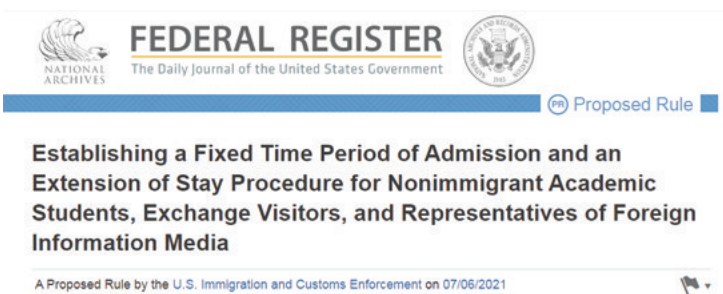 FEDERAL REGISTER
The Daily Journal of the United States Government
NATIONAL
ARCHIVES
PR Proposed Rule
Establishing a Fixed Time Period of Admission and an
Extension of Stay Procedure for Nonimmigrant Academic
Students, Exchange Visitors, and Representatives of Foreign
Information Media
A Proposed Rule by the U.S. Immigration and Customs Enforcement on 07/06/2021